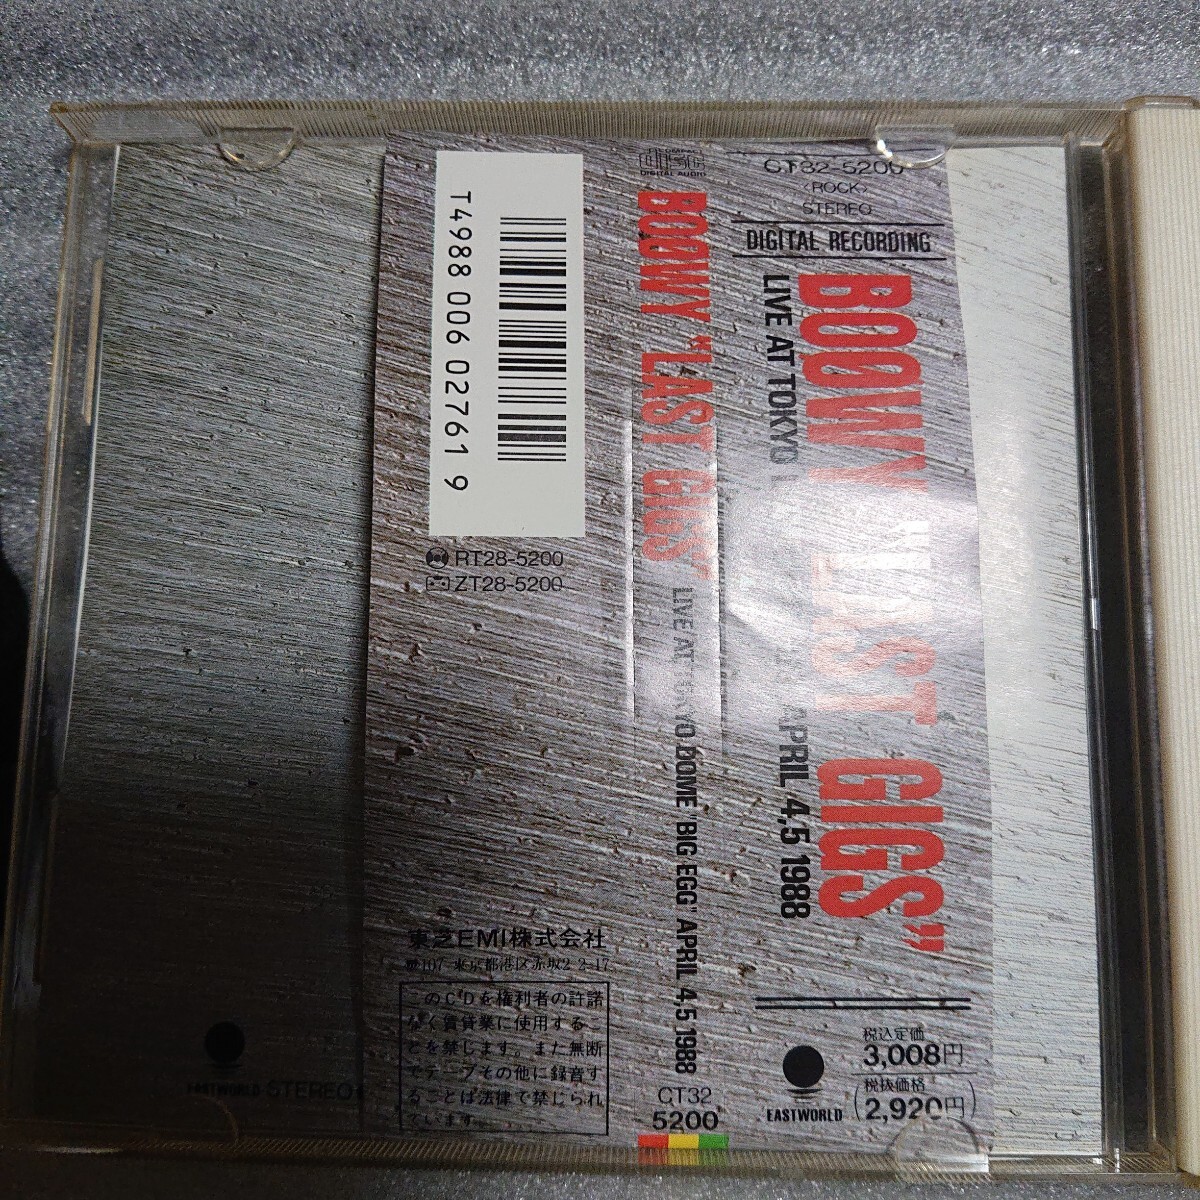 CT32-5200
<ROCK>
STEREO
DIGITAL RECORDING
BOØWY "LAST GIGS"
LIVE AT TOKYO
APRIL 4,5 1988
税込定価
3,008円
税抜価格
(2,920円)
EASTWORLD
COMPACT
disc
DIGITAL AUDIO
BOØWY "LAST GIGS"
LIVE AT TOKYO DOME "BIG EGG" APRIL 4,5 1988
CT32
5200
T4988 006 02761 9
RT28-5200
ZT28-5200
東芝EMI株式会社
〒107 東京都港区赤坂2-2-17
このCDを権利者の許諾
なく賃貸業に使用するこ
とを禁じます。また無断
でテープその他に録音す
ることは法律で禁じられ
ています。
EASTWORLD STEREO